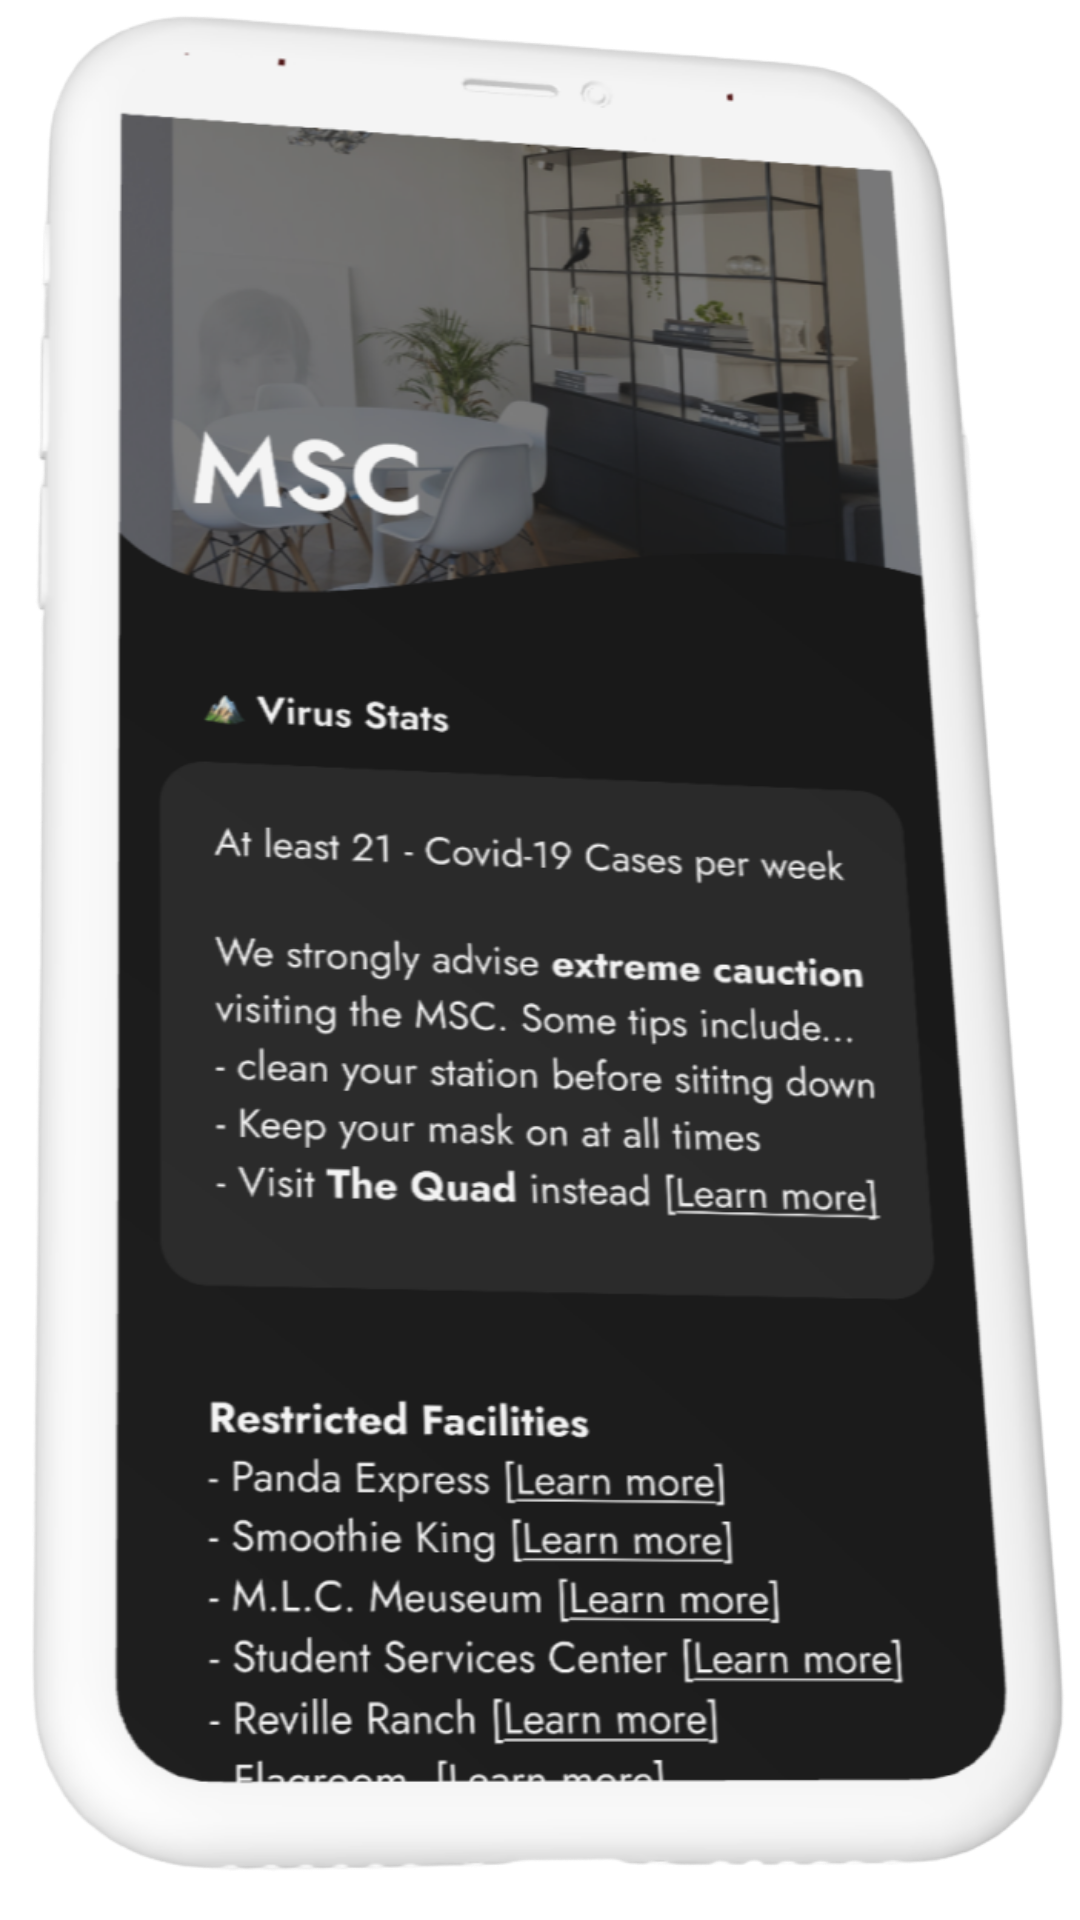 MSC
Virus Stats
At least 21 - Covid-19 Cases per week
We strongly advise extreme cauction
visiting the MSC. Some tips include...
- clean your station before sititng down
- Keep your mask on at all times
- Visit The Quad instead [Learn more]
Restricted Facilities
- Panda Express [Learn more]
- Smoothie King [Learn more]
- M.L.C. Meuseum [Learn more]
- Student Services Center [Learn more]
- Reville Ranch [Learn more]
Flagroom [Learn more]